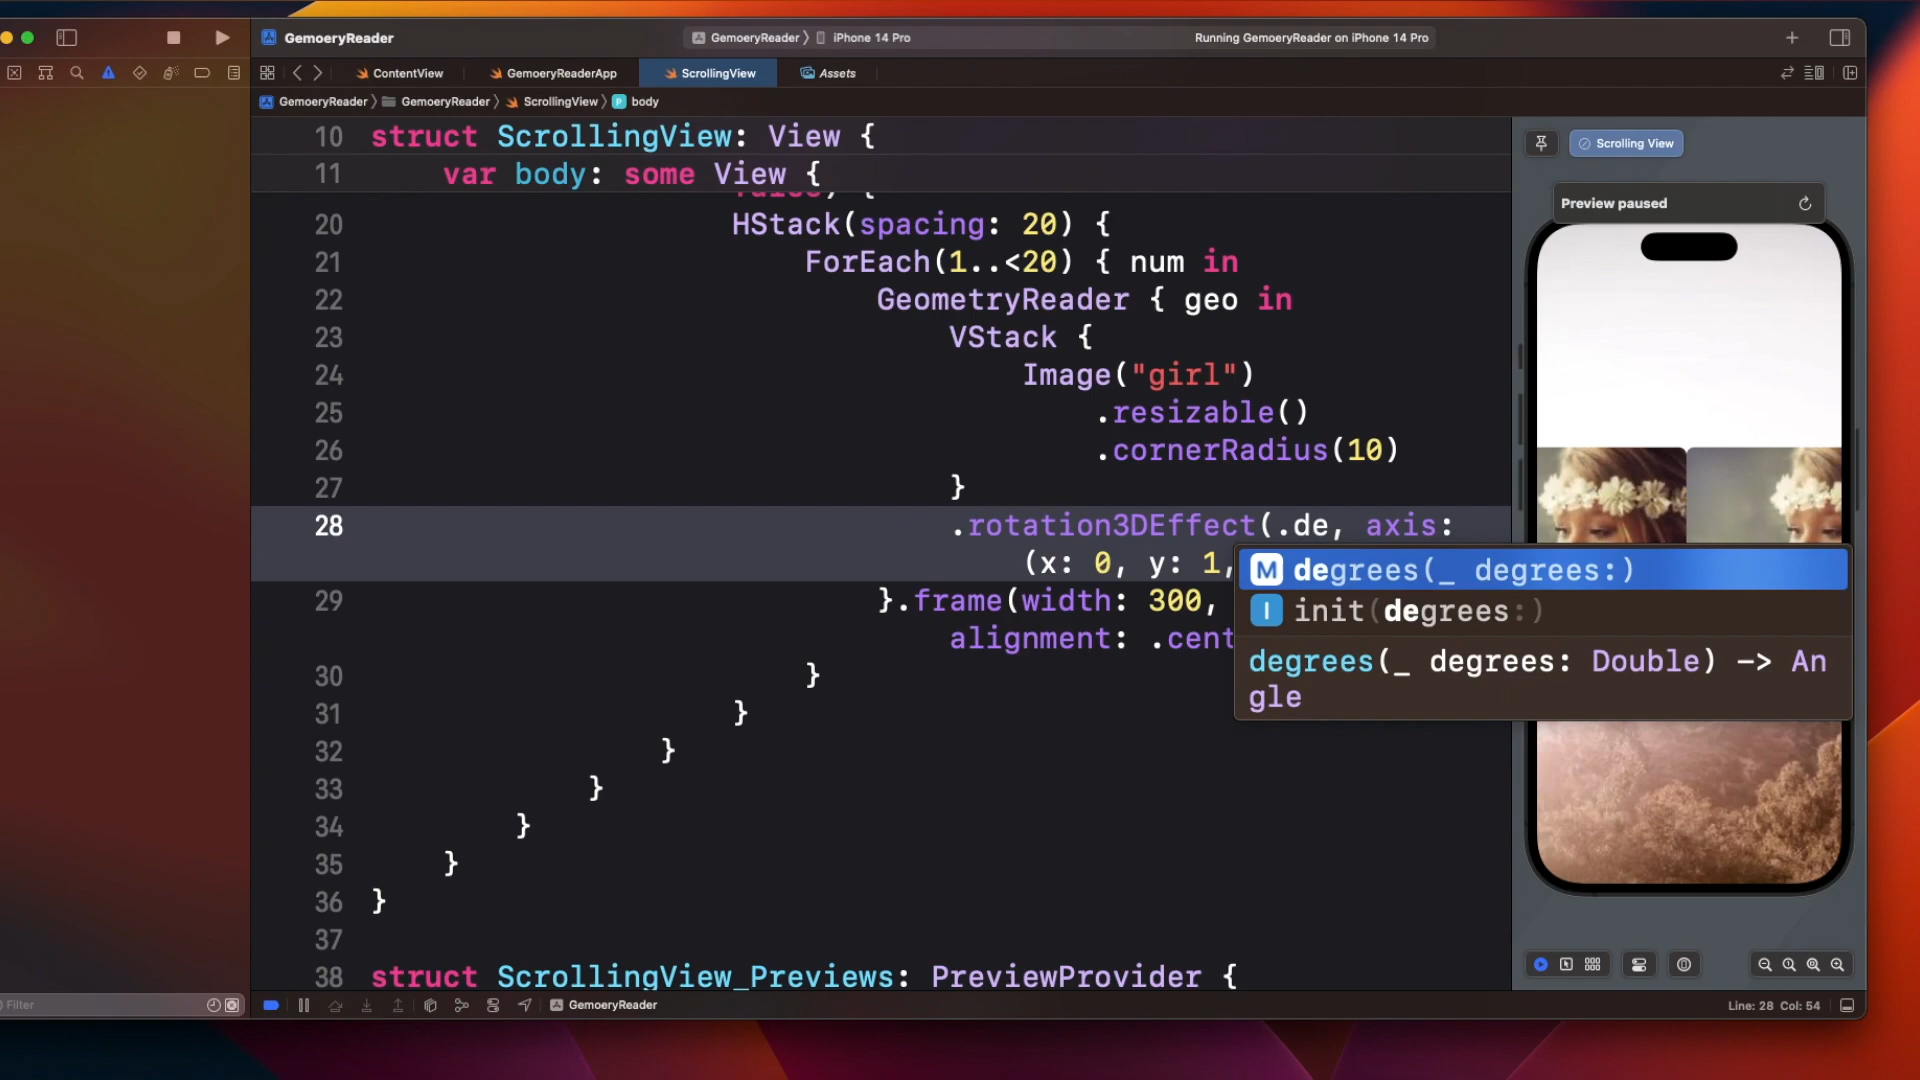 GemoeryReader
GemoeryReader 〉 iPhone 14 Pro
Running GemoeryReader on iPhone 14 Pro
ContentView
GemoeryReaderApp
ScrollingView
Assets
GemoeryReader 〉 GemoeryReader 〉 ScrollingView 〉 P body
10 struct ScrollingView: View {
11 var body: some View {
false) {
20 HStack(spacing: 20) {
21 ForEach(1..<20) { num in
22 GeometryReader { geo in
23 VStack {
24 Image("girl")
25 .resizable()
26 .cornerRadius(10)
27 }
28 .rotation3DEffect(.de, axis:
(x: 0, y: 1,
29 }.frame(width: 300,
alignment: .cent
30 }
31 }
32 }
33 }
34 }
35 }
36 }
37
38 struct ScrollingView_Previews: PreviewProvider {
M degrees(_ degrees:)
I init(degrees:)
degrees(_ degrees: Double) -> An
gle
Scrolling View
Preview paused
Filter
GemoeryReader
Line: 28 Col: 54